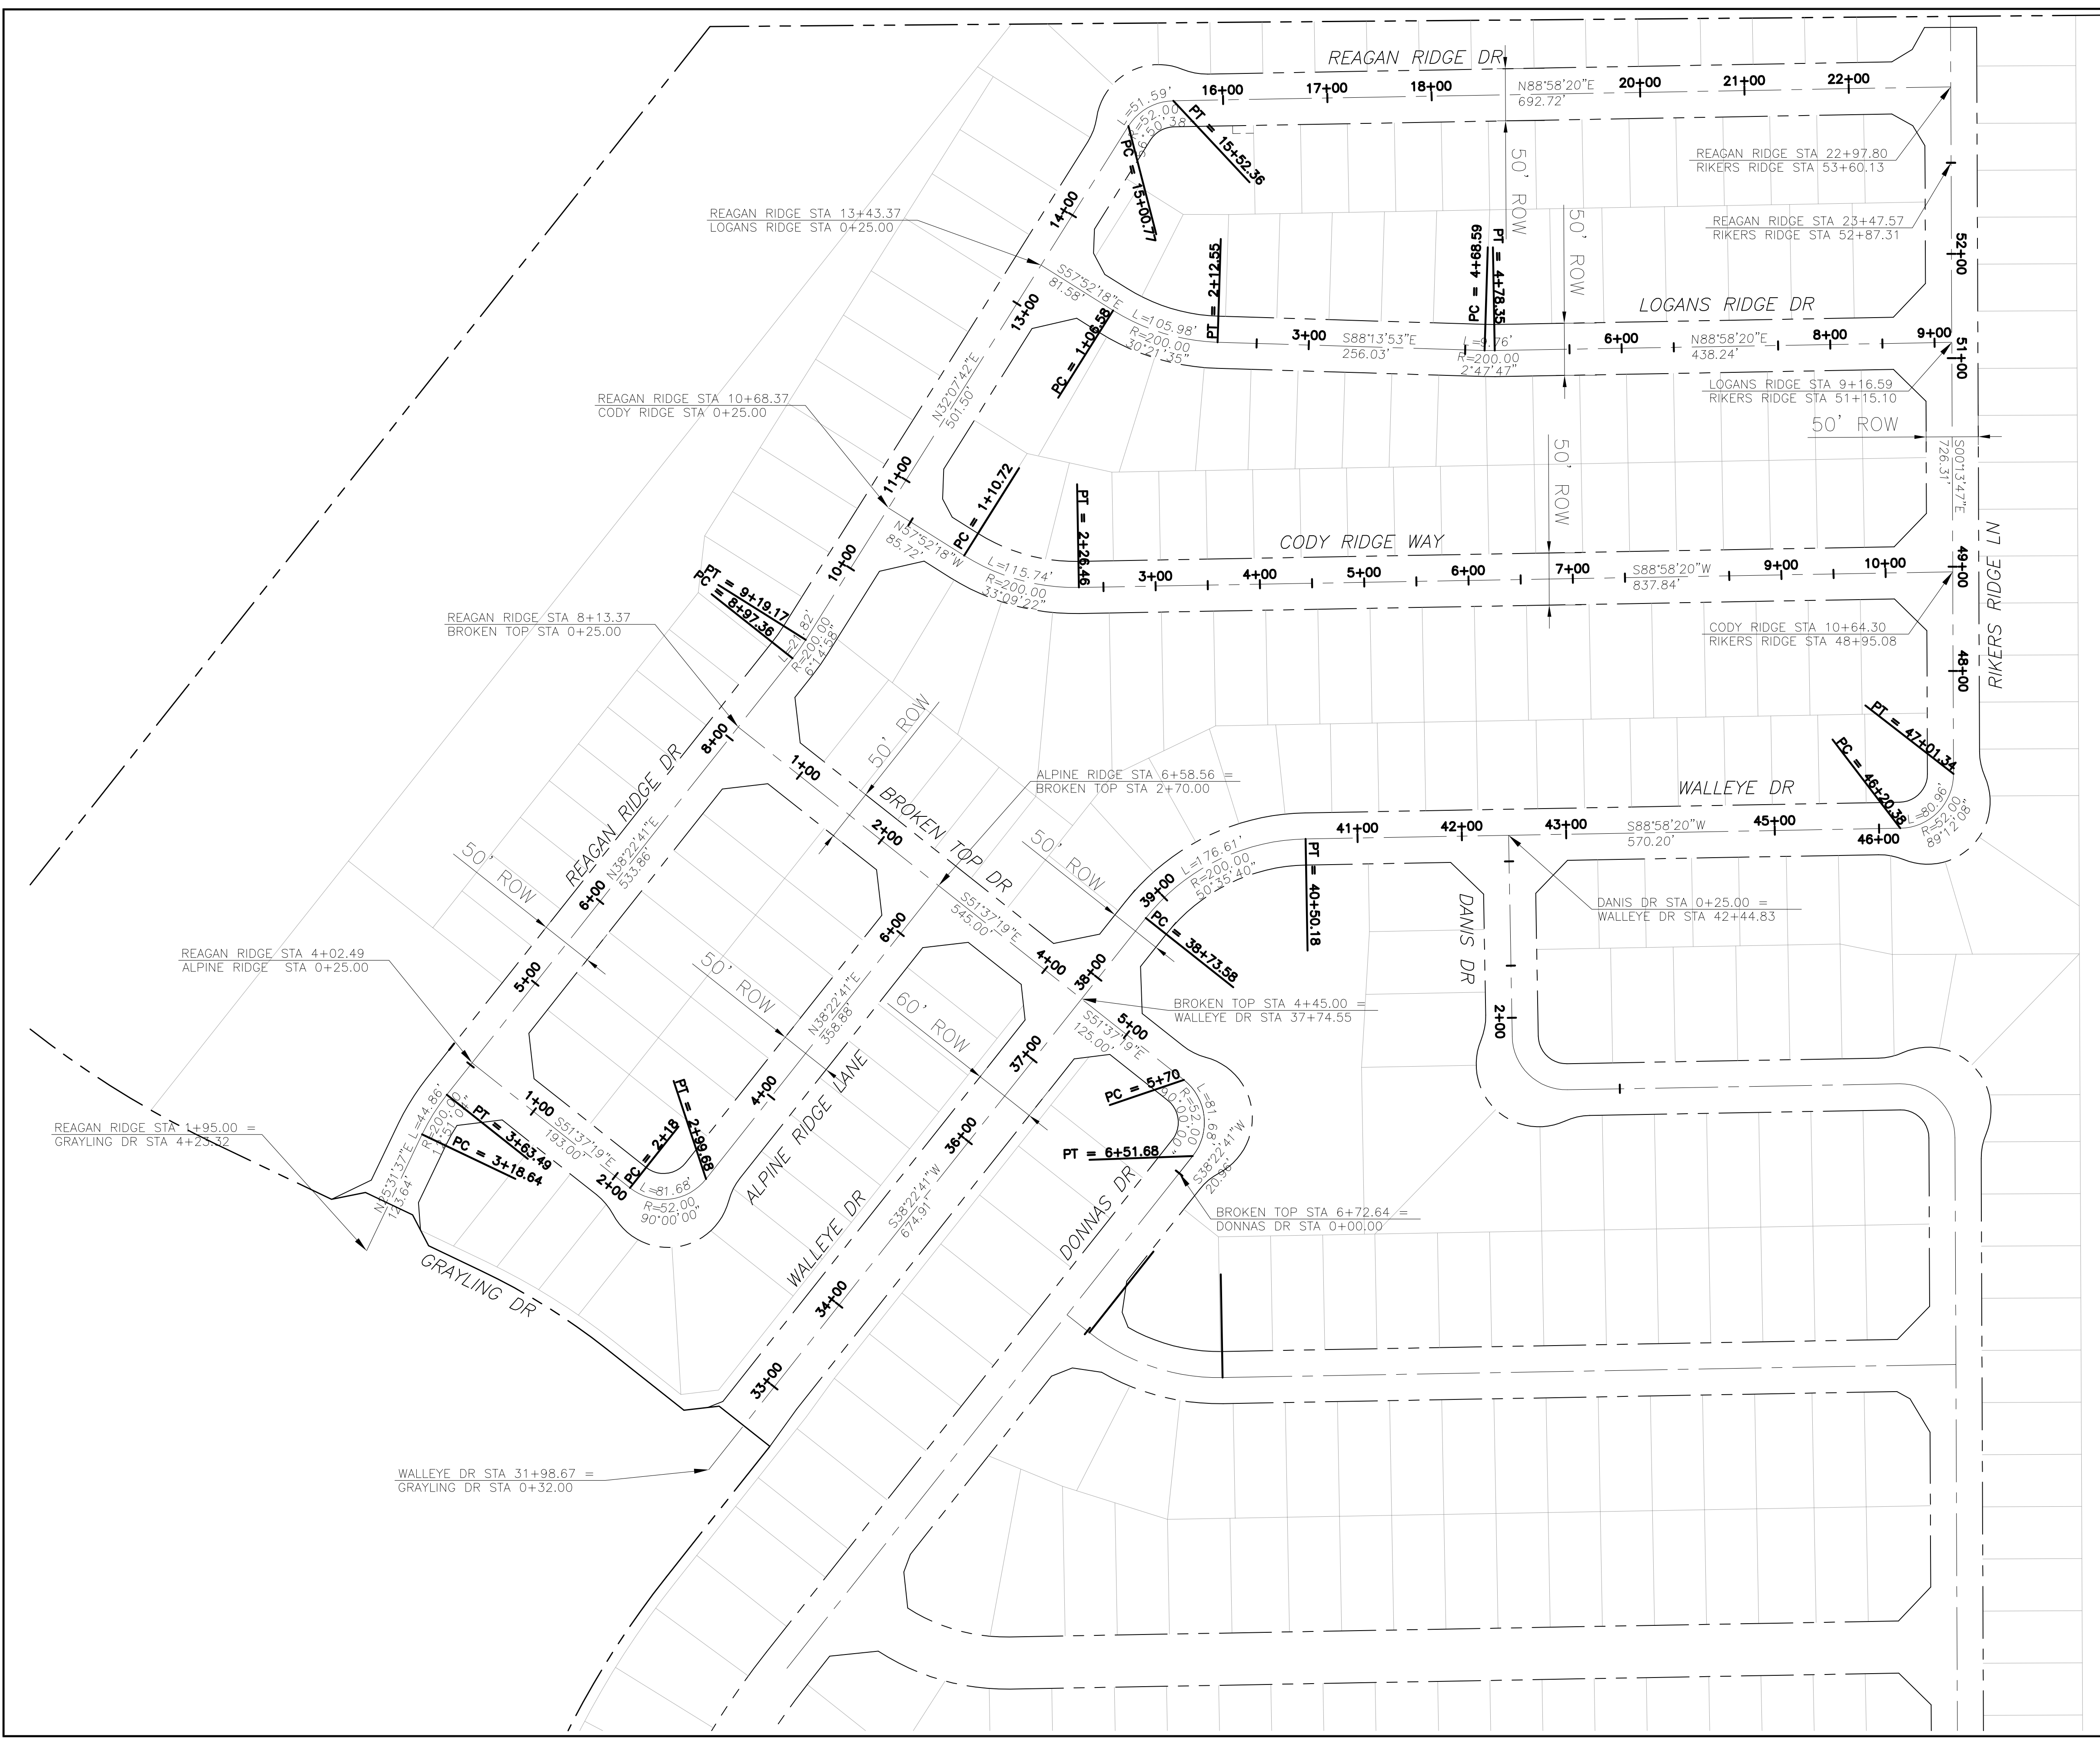 REAGAN RIDGE DR
16+00
17+00
18+00
N88°58'20"E
692.72'
20+00
21+00
22+00
L=51.59'
R=52.00
56°50'38
PT = 15+52.36
PC = 15+00.77
50' ROW
REAGAN RIDGE STA 22+97.80
RIKERS RIDGE STA 53+60.13
REAGAN RIDGE STA 23+47.57
RIKERS RIDGE STA 52+87.31
REAGAN RIDGE STA 13+43.37
LOGANS RIDGE STA 0+25.00
14+00
13+00
52+00
S57°52'18"E
81.58'
PC = 1+06.58
L=105.98'
R=200.00
30°21'35"
PT = 2+12.55
3+00
S88°13'53"E
256.03'
PC = 4+68.59
PT = 4+78.35
L=9.76'
R=200.00
2°47'47"
50' ROW
LOGANS RIDGE DR
6+00
N88°58'20"E
438.24'
8+00
9+00
51+00
LOGANS RIDGE STA 9+16.59
RIKERS RIDGE STA 51+15.10
50' ROW
S00°13'47"E
726.31'
N32°07'42"E
501.50'
REAGAN RIDGE STA 10+68.37
CODY RIDGE STA 0+25.00
11+00
10+00
N57°52'18"W
85.72'
PC = 1+10.72
L=115.74'
R=200.00
33°09'22"
PT = 2+26.46
CODY RIDGE WAY
3+00
4+00
5+00
6+00
7+00
50' ROW
S88°58'20"W
837.84'
9+00
10+00
49+00
RIKERS RIDGE LN
CODY RIDGE STA 10+64.30
RIKERS RIDGE STA 48+95.08
48+00
PT = 9+19.17
PC = 8+97.36
L=21.82'
R=200.00
6°14'58"
REAGAN RIDGE STA 8+13.37
BROKEN TOP STA 0+25.00
8+00
1+00
50' ROW
BROKEN TOP DR
2+00
ALPINE RIDGE STA 6+58.56 =
BROKEN TOP STA 2+70.00
PT = 47+01.34
PC = 46+20.38
L=80.96'
R=52.00
89°12'08"
WALLEYE DR
41+00
42+00
43+00
S88°58'20"W
570.20'
45+00
46+00
L=176.61'
R=200.00
50°35'40"
PT = 40+50.18
39+00
PC = 38+73.58
50' ROW
DANIS DR
DANIS DR STA 0+25.00 =
WALLEYE DR STA 42+44.83
2+00
REAGAN RIDGE DR
N38°22'41"E
533.86'
50' ROW
6+00
5+00
S51°37'19"E
545.00'
4+00
38+00
BROKEN TOP STA 4+45.00 =
WALLEYE DR STA 37+74.55
S51°37'19"E
125.00'
5+00
REAGAN RIDGE STA 4+02.49
ALPINE RIDGE STA 0+25.00
6+00
50' ROW
N38°22'41"E
358.88'
60' ROW
37+00
PC = 5+70
L=81.68'
R=52.00
90°00'00"
PT = 6+51.68
S38°22'41"W
20.96'
BROKEN TOP STA 6+72.64 =
DONNAS DR STA 0+00.00
DONNAS DR
REAGAN RIDGE STA 1+95.00 =
GRAYLING DR STA 4+23.32
N25°31'37"E
123.64'
L=44.86'
R=200.00
PT = 3+63.49
PC = 3+18.64
1+00
S51°37'19"E
193.00'
2+00
PC = 2+18
PT = 2+99.68
L=81.68'
R=52.00
90°00'00"
4+00
ALPINE RIDGE LANE
36+00
WALLEYE DR
S38°22'41"W
674.91'
34+00
33+00
GRAYLING DR
WALLEYE DR STA 31+98.67 =
GRAYLING DR STA 0+32.00